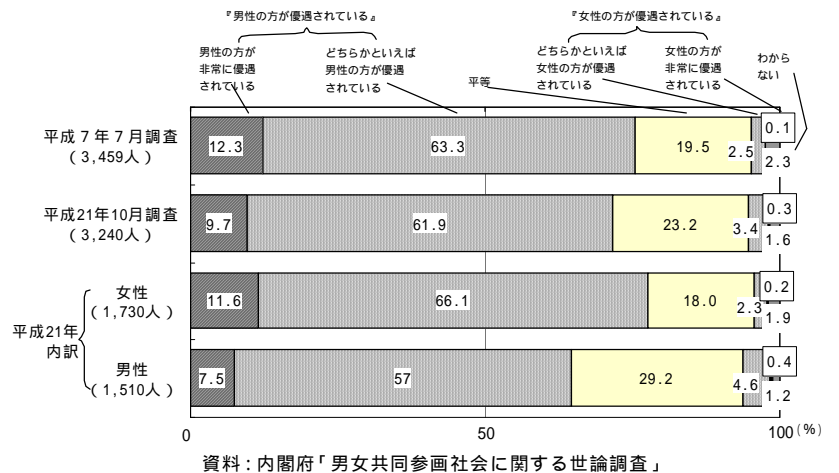 『男性の方が優遇されている』
『女性の方が優遇されている』
男性の方が
非常に優遇
されている
どちらかといえば
男性の方が優遇
されている
平等
どちらかといえば
女性の方が優遇
されている
女性の方が
非常に優遇
されている
わから
ない
平成7年7月調査
(3,459人)
12.3
63.3
19.5
2.5
0.1
2.3
平成21年10月調査
(3,240人)
9.7
61.9
23.2
3.4
0.3
1.6
平成21年
内訳
女性
(1,730人)
11.6
66.1
18.0
2.3
0.2
1.9
男性
(1,510人)
7.5
57
29.2
4.6
0.4
1.2
0
50
100
(%)
資料:内閣府「男女共同参画社会に関する世論調査」